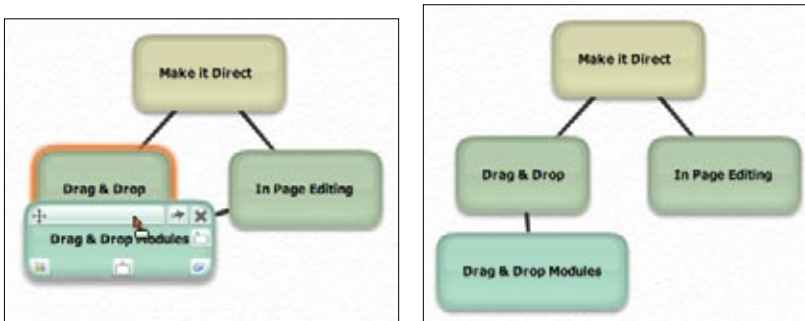 Make it Direct
Drag & Drop
In Page Editing
Drag & Drop Modules
Make it Direct
Drag & Drop
In Page Editing
Drag & Drop Modules